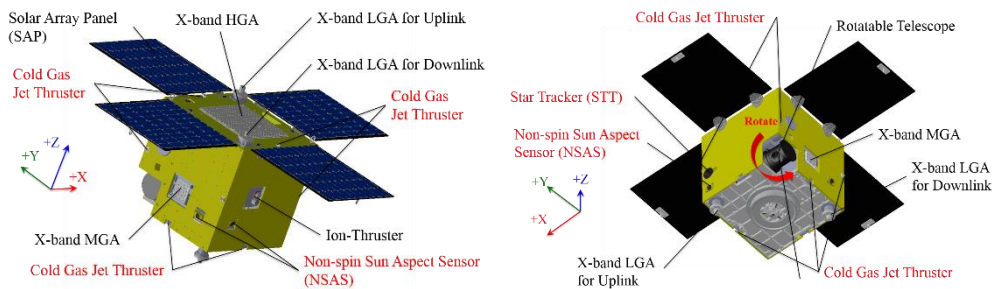 Solar Array Panel
(SAP)
X-band HGA
X-band LGA for Uplink
X-band LGA for Downlink
Cold Gas
Jet Thruster
Cold Gas
Jet Thruster
+Z
+Y
+X
X-band MGA
Ion-Thruster
Cold Gas Jet Thruster
Non-spin Sun Aspect Sensor
(NSAS)
Cold Gas Jet Thruster
Rotatable Telescope
Star Tracker (STT)
Rotate
Non-spin Sun Aspect
Sensor (NSAS)
X-band MGA
X-band LGA
for Downlink
+Y
+Z
+X
X-band LGA
for Uplink
Cold Gas Jet Thruster